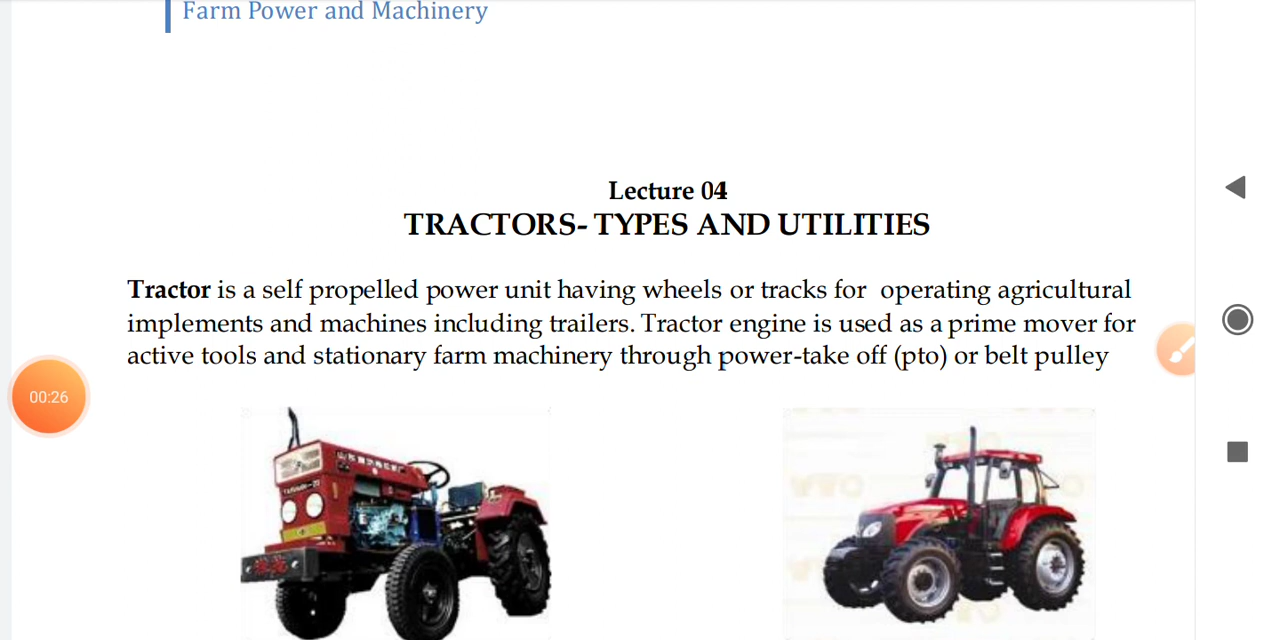 Farm Power and Machinery
Lecture 04
TRACTORS- TYPES AND UTILITIES
Tractor is a self propelled power unit having wheels or tracks for operating agricultural
implements and machines including trailers. Tractor engine is used as a prime mover for
active tools and stationary farm machinery through power-take off (pto) or belt pulley
00:26
YTO